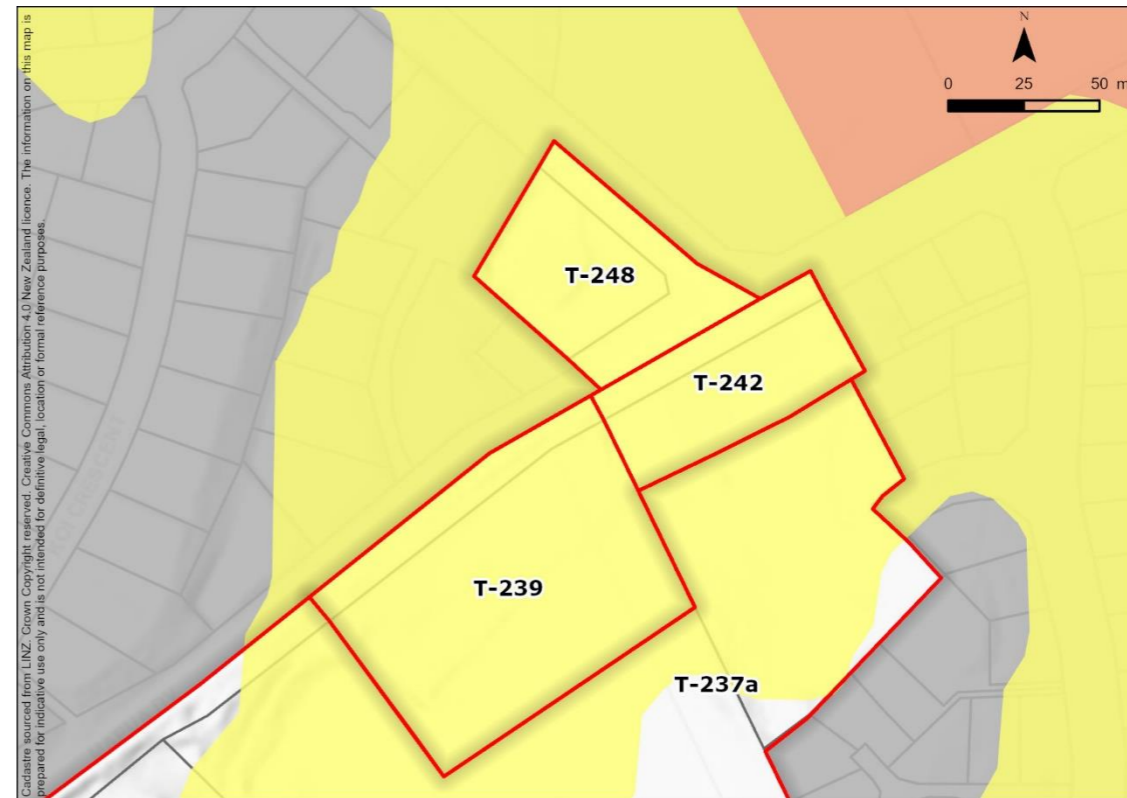 Cadastre sourced from LINZ. Crown Copyright reserved. Creative Commons Attribution 4.0 New Zealand licence. The information on this map is
prepared for indicative use only and is not intended for definitive legal, location or formal reference purposes.
N
0 25 50 m
T-248
T-242
T-239
T-237a
CRESCENT